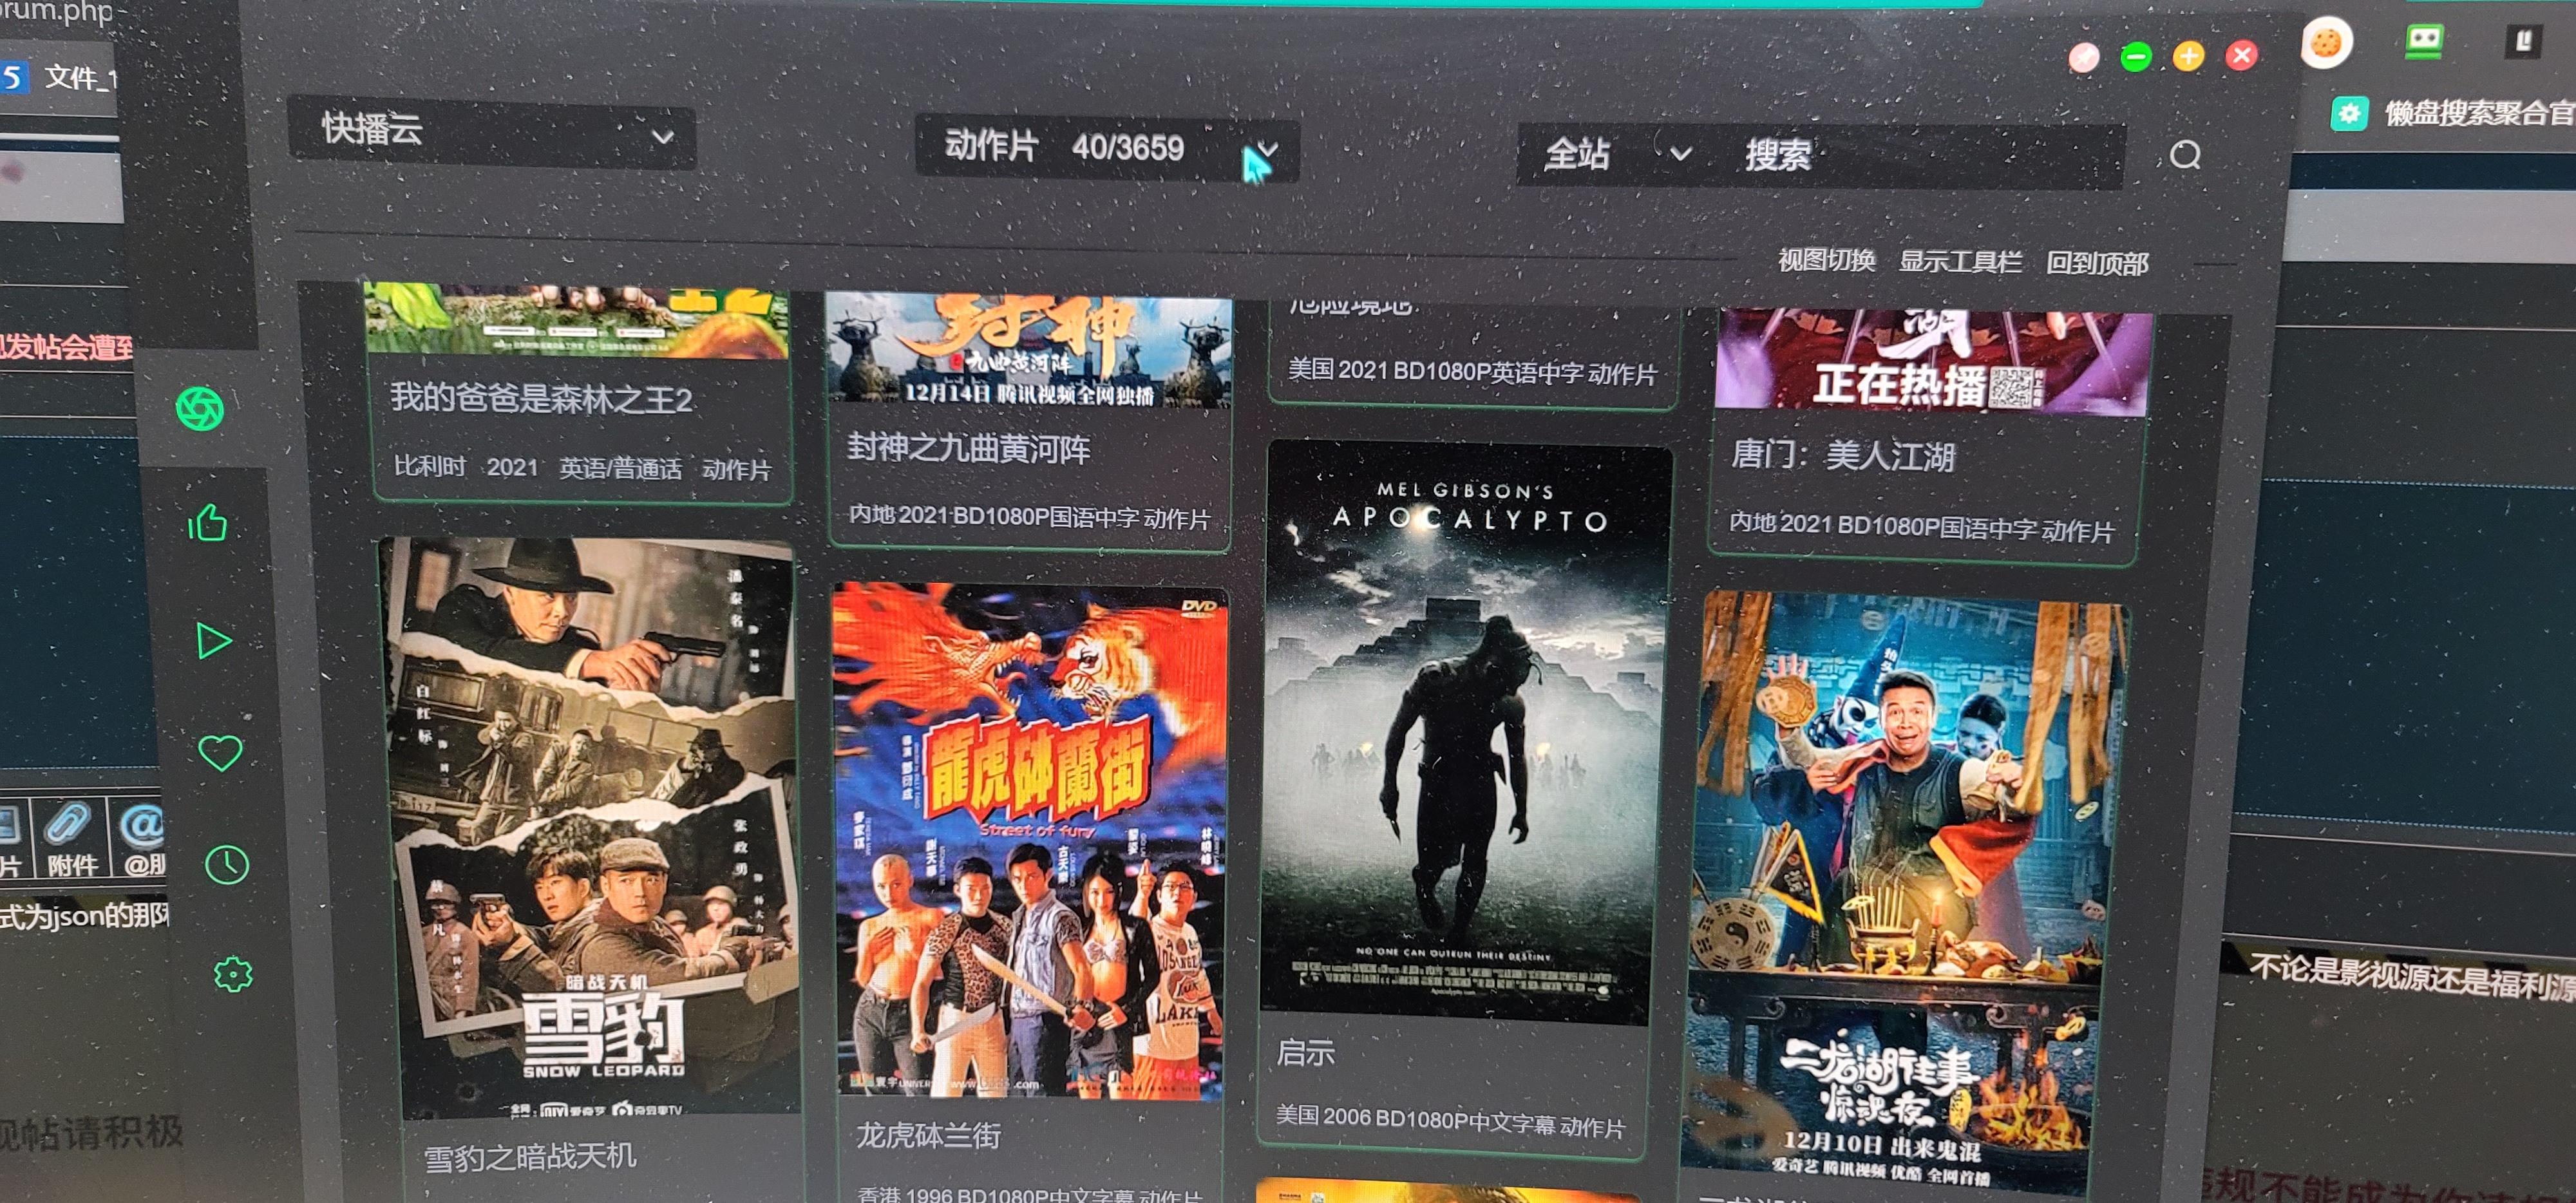 orum.php
5 文件_1
懒盘搜索聚合官
快播云
动作片 40/3659
全站
搜索
视图切换 显示工具栏 回到顶部
见发帖会遭到
我的爸爸是森林之王2
比利时 2021 英语/普通话 动作片
封神
九曲黄河阵
12月14日 腾讯视频全网独播
封神之九曲黄河阵
内地 2021 BD1080P国语中字 动作片
危险境地
美国 2021 BD1080P英语中字 动作片
湖
正在热播
唐门：美人江湖
内地 2021 BD1080P国语中字 动作片
白红标
张政勇
暗战天机
雪豹
SNOW LEOPARD
爱奇艺
雪豹之暗战天机
DVD
龍虎砵蘭街
Street of fury
龙虎砵兰街
香港 1996 BD1080P中文字幕 动作片
MEL GIBSON'S
APOCALYPTO
NO ONE CAN OUTRUN THEIR DESTINY.
启示
美国 2006 BD1080P中文字幕 动作片
二龙湖往事
惊魂夜
12月10日 出来鬼混
爱奇艺 腾讯视频 优酷 全网首播
片
附件
@朋
式为json的那
不论是影视源还是福利源
现帖请积极
违规不能成为你